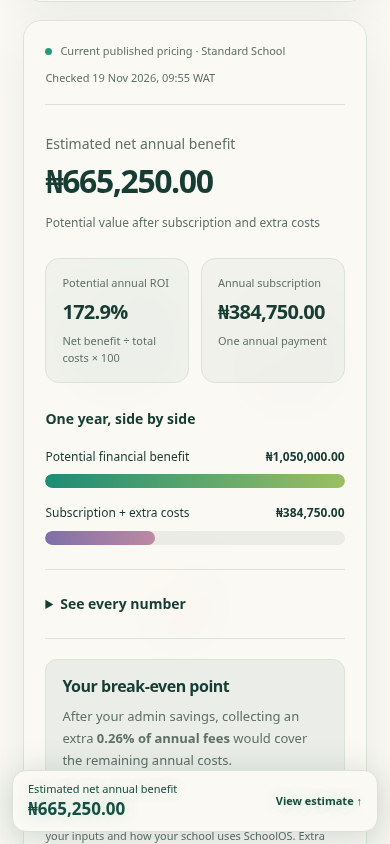 Current published pricing · Standard School
Checked 19 Nov 2026, 09:55 WAT
Estimated net annual benefit
₦665,250.00
Potential value after subscription and extra costs
Potential annual ROI
172.9%
Net benefit ÷ total
costs × 100
Annual subscription
₦384,750.00
One annual payment
One year, side by side
Potential financial benefit ₦1,050,000.00
Subscription + extra costs ₦384,750.00
▶ See every number
Your break-even point
After your admin savings, collecting an
extra 0.26% of annual fees would cover
the remaining annual costs.
Estimated net annual benefit
₦665,250.00
View estimate ↑
your inputs and how your school uses SchoolOS. Extra